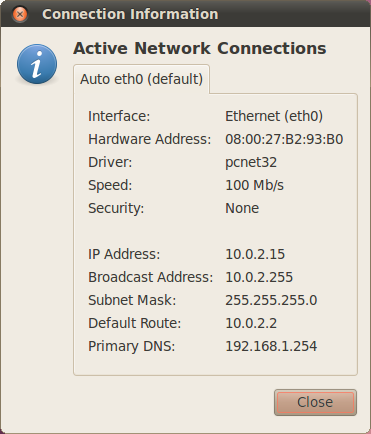 Connection Information
Active Network Connections
Auto eth0 (default)
Interface: Ethernet (eth0)
Hardware Address: 08:00:27:B2:93:B0
Driver: pcnet32
Speed: 100 Mb/s
Security: None
IP Address: 10.0.2.15
Broadcast Address: 10.0.2.255
Subnet Mask: 255.255.255.0
Default Route: 10.0.2.2
Primary DNS: 192.168.1.254
Close